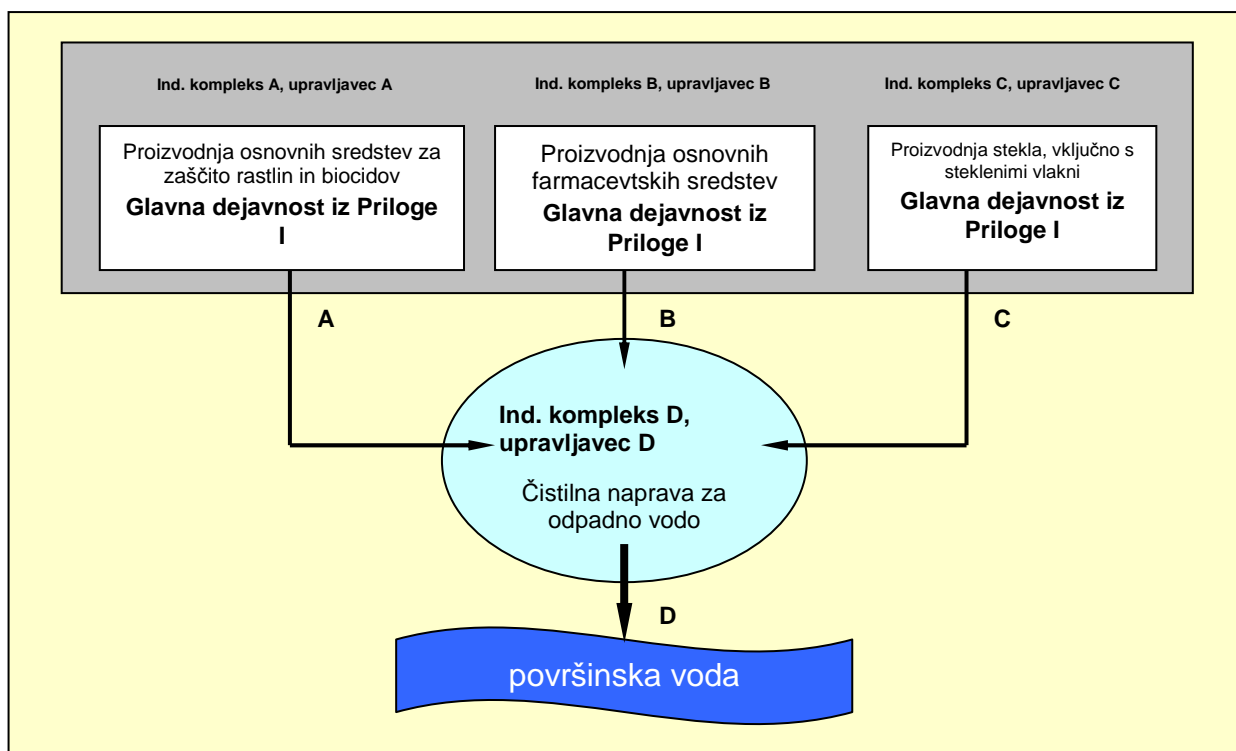 Ind. kompleks A, upravljavec A
Ind. kompleks B, upravljavec B
Ind. kompleks C, upravljavec C
Proizvodnja osnovnih sredstev za
zaščito rastlin in biocidov
Glavna dejavnost iz Priloge
I
Proizvodnja osnovnih
farmacevtskih sredstev
Glavna dejavnost iz
Priloge I
Proizvodnja stekla, vključno s
steklenimi vlakni
Glavna dejavnost iz
Priloge I
A
B
C
Ind. kompleks D,
upravljavec D
Čistilna naprava za
odpadno vodo
D
površinska voda